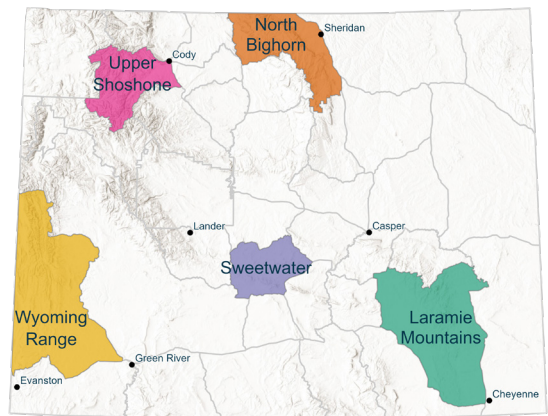 North
Bighorn
Sheridan
Cody
Upper
Shoshone
Lander
Casper
Sweetwater
Wyoming
Range
Laramie
Mountains
Green River
Evanston
Cheyenne